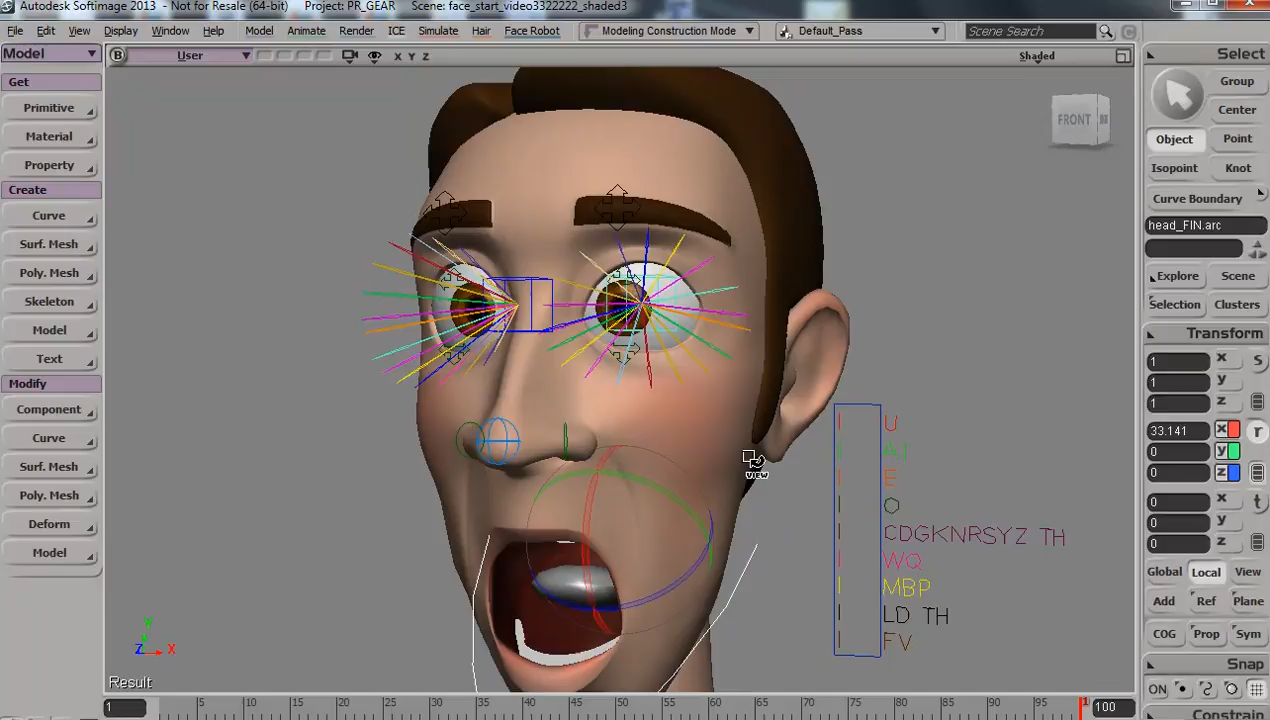 Autodesk Softimage 2013 - Not for Resale (64-bit) Project: PR_GEAR Scene: face_start_video3322222_shaded3
File Edit View Display Window Help Model Animate Render ICE Simulate Hair Face Robot Modeling Construction Mode Default_Pass Scene Search
Model
B User X Y Z Shaded
Get
Primitive
Material
Property
Create
Curve
Surf. Mesh
Poly. Mesh
Skeleton
Model
Text
Modify
Component
Curve
Surf. Mesh
Poly. Mesh
Deform
Model
FRONT
VIEW
U
A,I
E
O
CDGKNRSYZ TH
WQ
MBP
LD TH
FV
Y
Z X
Result
Select
Group
Center
Object Point
Isopoint Knot
Curve Boundary
head_FIN.arc
Explore Scene
Selection Clusters
Transform
1 x s
1 y
1 z
33.141 x r
0 y
0 z
0 x t
0 y
0 z
Global Local View
Add Ref Plane
COG Prop Sym
Snap
ON
Constrain
1 5 10 15 20 25 30 35 40 45 50 55 60 65 70 75 80 85 90 95 100